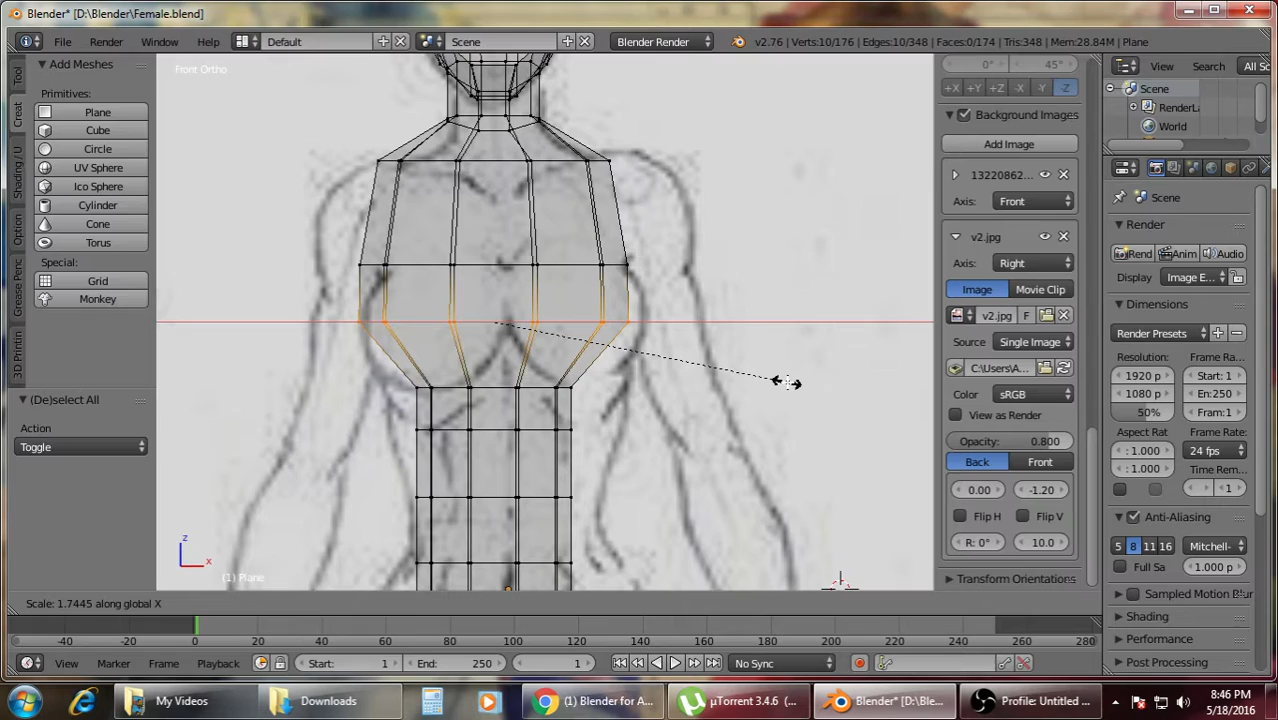 Blender* [D:\Blender\Female.blend]
File Render Window Help Default Scene Blender Render v2.76 | Verts:10/176 | Edges:10/348 | Faces:0/174 | Tris:348 | Mem:28.84M | Plane
View Search All Sc
Add Meshes
Primitives:
Plane
Cube
Circle
UV Sphere
Ico Sphere
Cylinder
Cone
Torus
Special:
Grid
Monkey
Tool
Creat
Shading / U
Option
Grease Penc
3D Printin
(De)select All
Action
Toggle
Front Ortho
z
x
(1) Plane
Scale: 1.7445 along global X
0° 45°
+X +Y +Z -X -Y -Z
Background Images
Add Image
13220862...
Axis: Front
v2.jpg
Axis: Right
Image Movie Clip
v2.jpg F
Source Single Image
C:\Users\A...
Color sRGB
View as Render
Opacity: 0.800
Back Front
0.00 -1.20
Flip H Flip V
R: 0° 10.0
Transform Orientations
Scene
RenderL
World
Scene
Render
Rend Anim Audio
Display Image E...
Dimensions
Render Presets
Resolution: Frame Rang
1920 p Start: 1
1080 p En:250
50% Fram:1
Aspect Rat Frame Rate:
: 1.000 24 fps
: 1.000 Time Rem
1
Anti-Aliasing
5 8 11 16 Mitchell-
Full Sa 1.000 p
Sampled Motion Blur
Shading
Performance
Post Processing
-40 -20 0 20 40 60 80 100 120 140 160 180 200 220 240 260 280
View Marker Frame Playback Start: 1 End: 250 1 No Sync
My Videos Downloads (1) Blender for A... µTorrent 3.4.6 (... Blender* [D:\Ble... Profile: Untitled ...
8:46 PM
5/18/2016